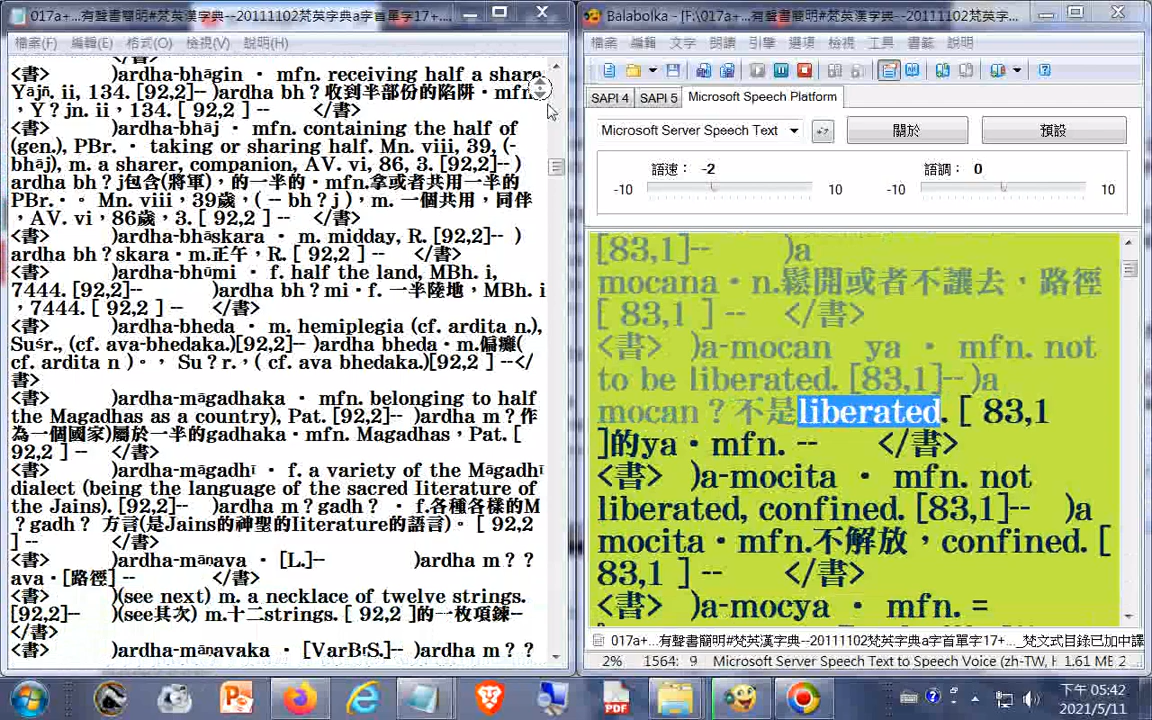 017a+...有聲書簡明#梵英漢字典--20111102梵英字典a字首單字17+...
檔案(F) 編輯(E) 格式(O) 檢視(V) 說明(H)
</書>
<書> )ardha-bhāgin · mfn. receiving half a share
Yājñ. ii, 134. [92,2]--)ardha bh？收到半部份的陷阱·mfn.
，Y？jn. ii，134. [ 92,2 ] </書>
<書> )ardha-bhāj · mfn. containing the half of
(gen.), PBr. · taking or sharing half. Mn. viii, 39, (-
bhāj), m. a sharer, companion, AV. vi, 86, 3. [92,2]-- )
ardha bh？j包含(將軍)，的一半的·mfn.拿或者共用一半的
PBr.·。 Mn. viii，39歲，( -- bh？j )，m. 一個共用，同伴
，AV. vi，86歲，3. [ 92,2 ] -- </書>
<書> )ardha-bhāskara · m. midday, R. [92,2]-- )
ardha bh？skara·m.正午，R. [ 92,2 ] </書>
<書> )ardha-bhūmi · f. half the land, MBh. i,
7444. [92,2]-- )ardha bh？mi·f. 一半陸地，MBh. i
，7444. [ 92,2 ] -- </書>
<書> )ardha-bheda · m. hemiplegia (cf. ardita n.),
Suśr., (cf. ava-bhedaka.)[92,2]-- )ardha bheda·m.偏癱(
cf. ardita n )。， Su？r.，( cf. ava bhedaka.)[92,2] --</
書>
<書> )ardha-magadhaka · mfn. belonging to half
the Magadhas as a country), Pat. [92,2]-- )ardha m？作
為一個國家)屬於一半的gadhaka·mfn. Magadhas，Pat. [
92,2 ] -- </書>
<書> )ardha-māgadhī · f. a variety of the Māgadhī
dialect (being the language of the sacred Iiterature of
the Jains). [92,2]-- )ardha m？gadh？ · f.各種各樣的M
？gadh？ 方言(是Jains的神聖的Iiterature的語言)。 [ 92,2
] -- </書>
<書> )ardha-māṇava · [L.]-- )ardha m？？
ava·[路徑] -- </書>
<書> )(see next) m. a necklace of twelve strings.
[92,2]-- )(see其次) m.十二strings. [ 92,2 ]的一枚項鍊--
</書>
<書> )ardha-māṇavaka · [VarBṛS.]-- )ardha m？？
Balabolka - [F:\017a+...有聲書簡明#梵英漢字典--20111102梵英字...
檔案 編輯 文字 朗讀 引擎 選項 檢視 工具 書籤 說明
SAPI 4 SAPI 5 Microsoft Speech Platform
Microsoft Server Speech Text 關於 預設
語速： -2 語調： 0
-10 10 -10 10
[83,1]-- )a
mocana·n.鬆開或者不讓去，路徑
[ 83,1 ] -- </書>
<書> )a-mocan ya · mfn. not
to be liberated. [83,1]-- )a
mocan？不是liberated. [ 83,1
]的ya·mfn. -- </書>
<書> )a-mocita · mfn. not
liberated, confined. [83,1]-- )a
mocita·mfn.不解放，confined. [
83,1 ] -- </書>
<書> )a-mocya · mfn. =
017a+...有聲書簡明#梵英漢字典--20111102梵英字典a字首單字17+..._梵文式目錄已加中譯
2% 1564: 9 Microsoft Server Speech Text to Speech Voice (zh-TW, H 1.61 MB 2
PDF
下午 05:42
2021/5/11